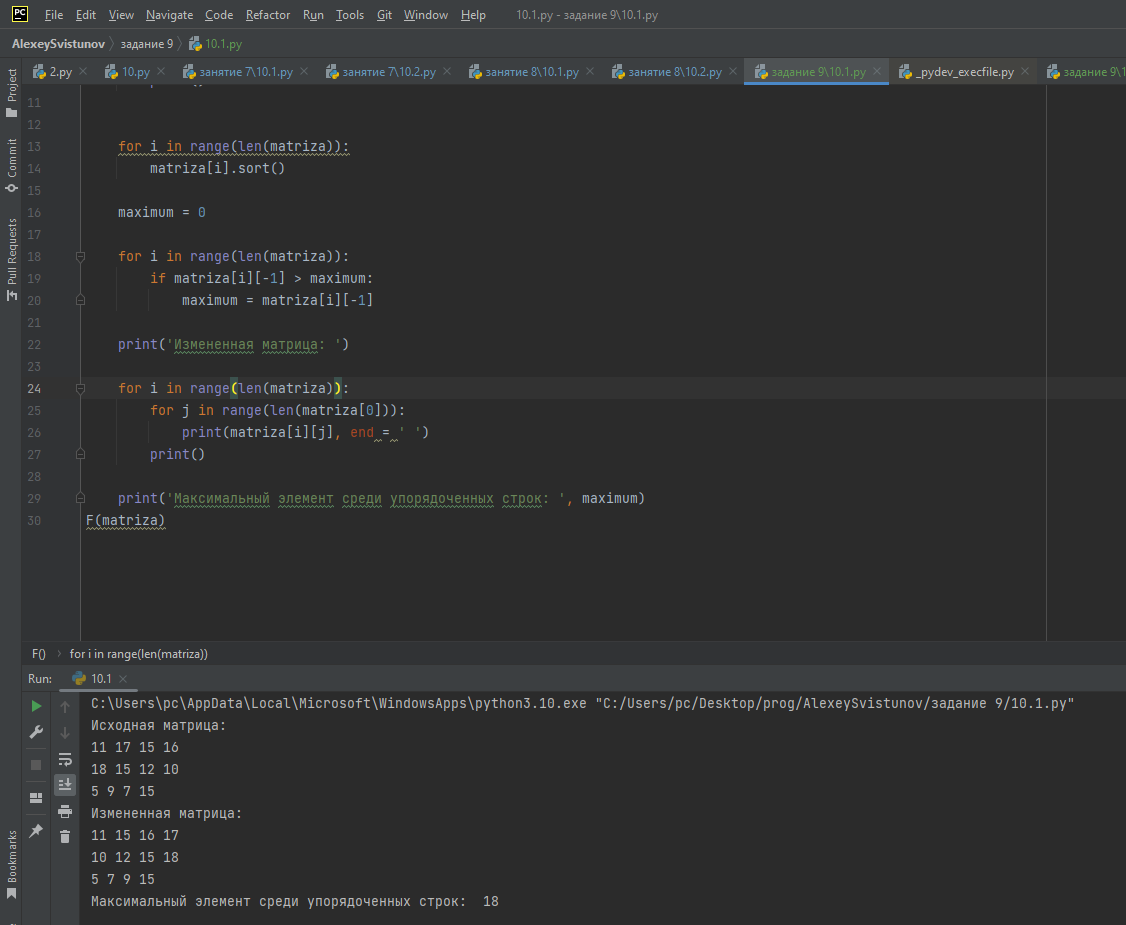 PC File Edit View Navigate Code Refactor Run Tools Git Window Help 10.1.py - задание 9\10.1.py
AlexeySvistunov задание 9 10.1.py
2.py 10.py занятие 7\10.1.py занятие 7\10.2.py занятие 8\10.1.py занятие 8\10.2.py задание 9\10.1.py _pydev_execfile.py задание 9\1
Project
Commit
Pull Requests
11
12
13 for i in range(len(matriza)):
14 matriza[i].sort()
15
16 maximum = 0
17
18 for i in range(len(matriza)):
19 if matriza[i][-1] > maximum:
20 maximum = matriza[i][-1]
21
22 print('Измененная матрица: ')
23
24 for i in range(len(matriza)):
25 for j in range(len(matriza[0])):
26 print(matriza[i][j], end = ' ')
27 print()
28
29 print('Максимальный элемент среди упорядоченных строк: ', maximum)
30 F(matriza)
F() for i in range(len(matriza))
Run: 10.1
C:\Users\pc\AppData\Local\Microsoft\WindowsApps\python3.10.exe "C:/Users/pc/Desktop/prog/AlexeySvistunov/задание 9/10.1.py"
Исходная матрица:
11 17 15 16
18 15 12 10
5 9 7 15
Измененная матрица:
11 15 16 17
10 12 15 18
5 7 9 15
Максимальный элемент среди упорядоченных строк:  18
Bookmarks